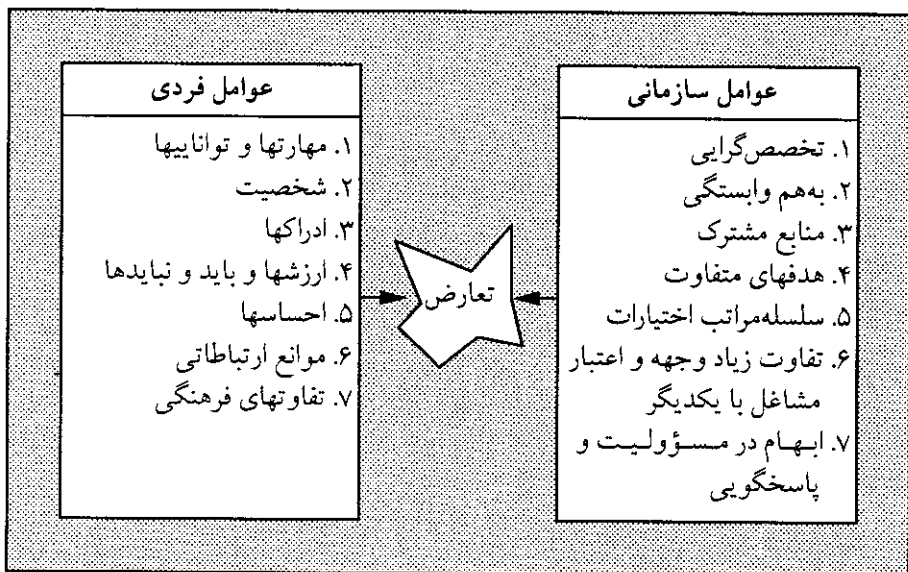 عوامل سازمانی
۱. تخصص‌گرایی
۲. به‌هم وابستگی
۳. منابع مشترک
۴. هدفهای متفاوت
۵. سلسله‌مراتب اختیارات
۶. تفاوت زیاد وجهه و اعتبار
مشاغل با یکدیگر
۷. ابهام در مسؤولیت و
پاسخگویی
تعارض
عوامل فردی
۱. مهارتها و تواناییها
۲. شخصیت
۳. ادراکها
۴. ارزشها و باید و نبایدها
۵. احساسها
۶. موانع ارتباطاتی
۷. تفاوتهای فرهنگی